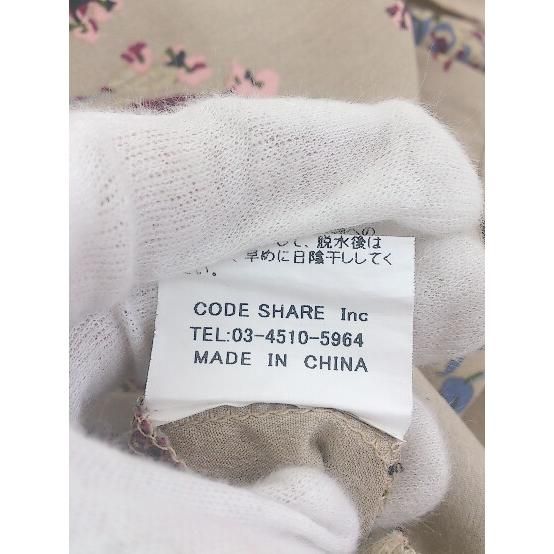 て、脱水後は
早めに日陰干ししてく
い。
CODE SHARE Inc
TEL:03-4510-5964
MADE IN CHINA